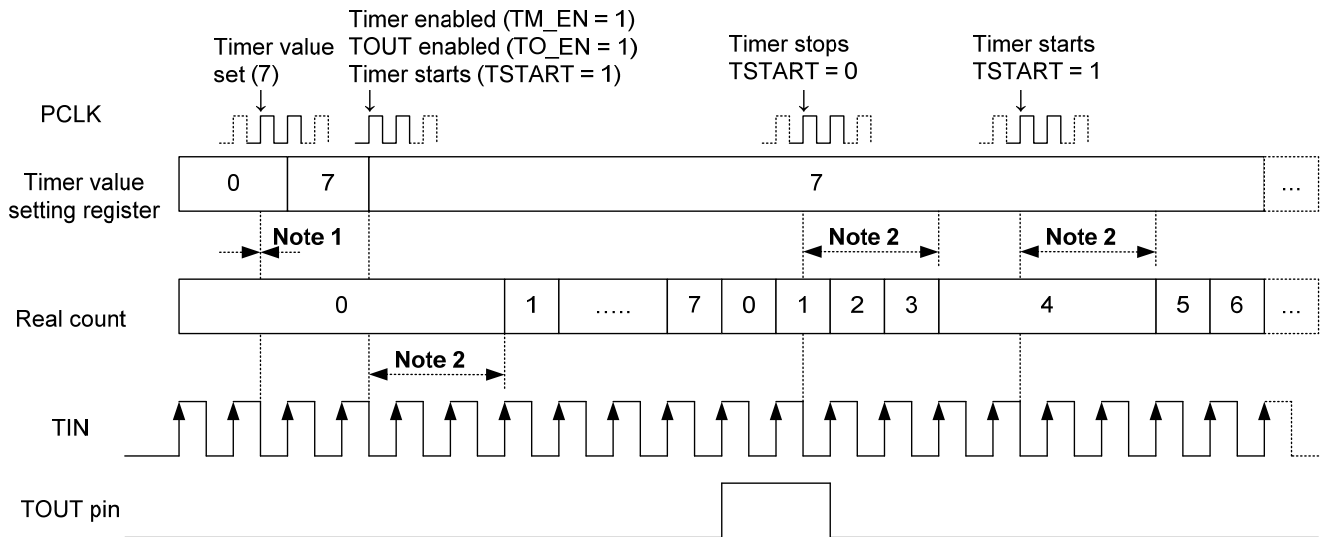 Timer enabled (TM_EN = 1)
Timer value TOUT enabled (TO_EN = 1) Timer stops Timer starts
set (7) Timer starts (TSTART = 1) TSTART = 0 TSTART = 1
PCLK
Timer value
setting register
0 7 7 ...
Note 1 Note 2 Note 2
Real count 0 1 ..... 7 0 1 2 3 4 5 6 ...
Note 2
TIN
TOUT pin